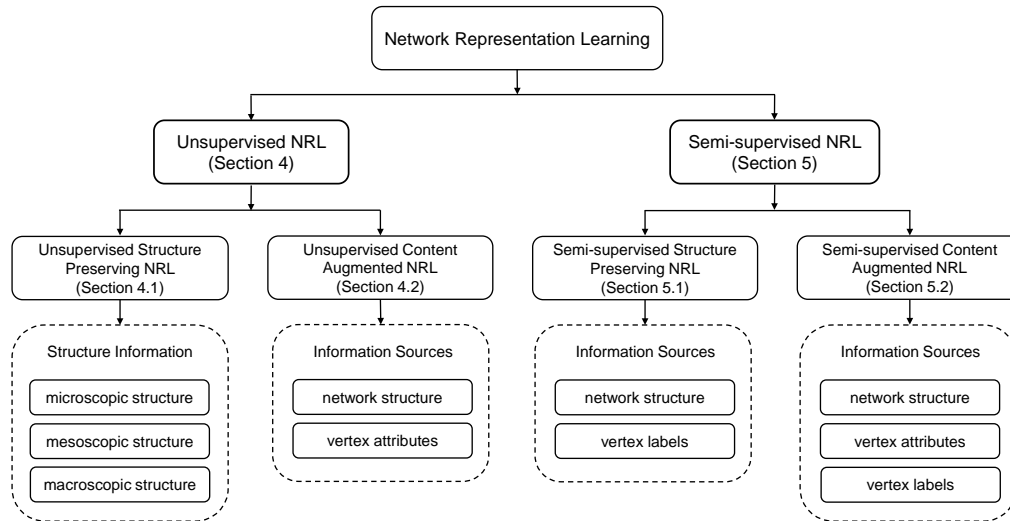 Network Representation Learning
Unsupervised NRL
(Section 4)
Semi-supervised NRL
(Section 5)
Unsupervised Structure
Preserving NRL
(Section 4.1)
Unsupervised Content
Augmented NRL
(Section 4.2)
Semi-supervised Structure
Preserving NRL
(Section 5.1)
Semi-supervised Content
Augmented NRL
(Section 5.2)
Structure Information
microscopic structure
mesoscopic structure
macroscopic structure
Information Sources
network structure
vertex attributes
Information Sources
network structure
vertex labels
Information Sources
network structure
vertex attributes
vertex labels